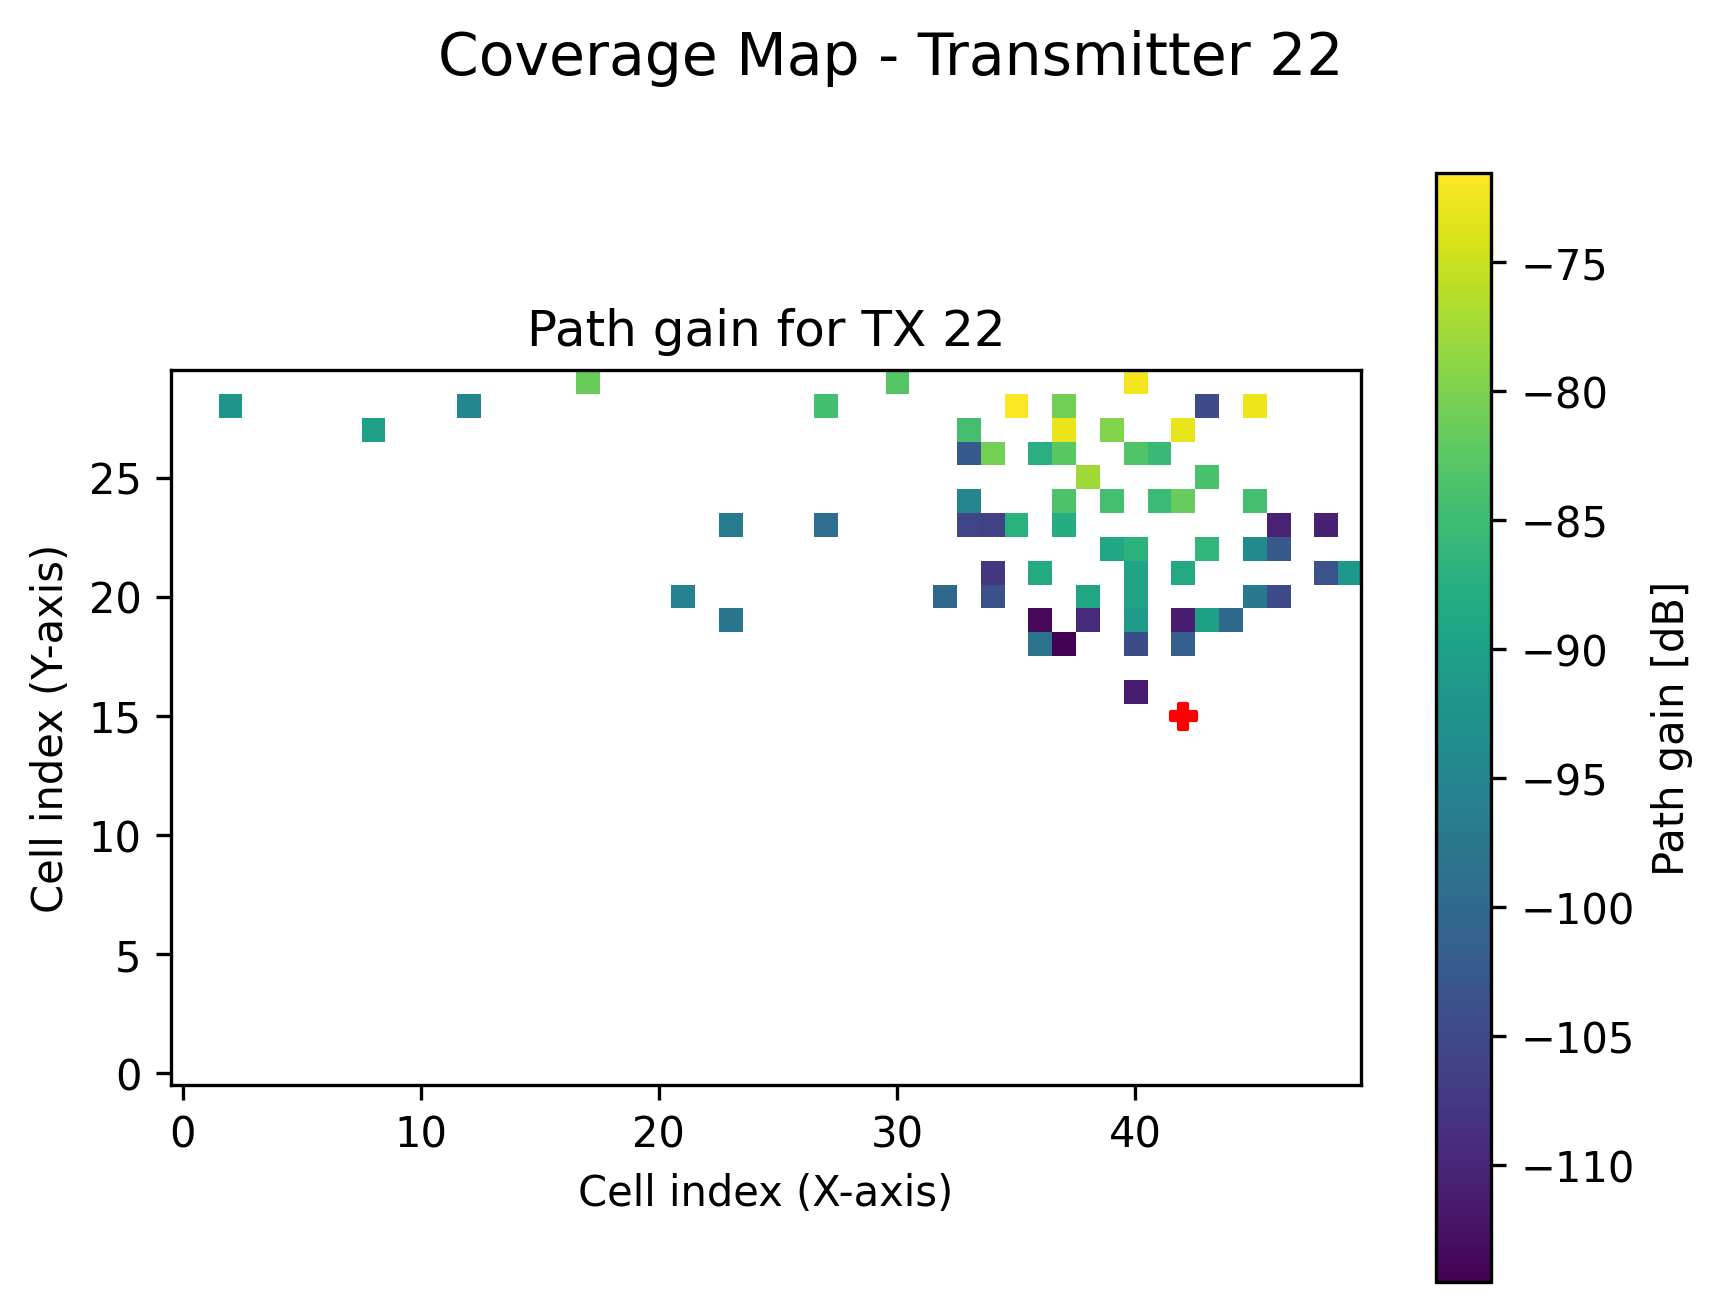 Coverage Map - Transmitter 22
Path gain for TX 22
Cell index (Y-axis)
25
20
15
10
5
0
0 10 20 30 40
Cell index (X-axis)
−75
−80
−85
−90
−95
−100
−105
−110
Path gain [dB]